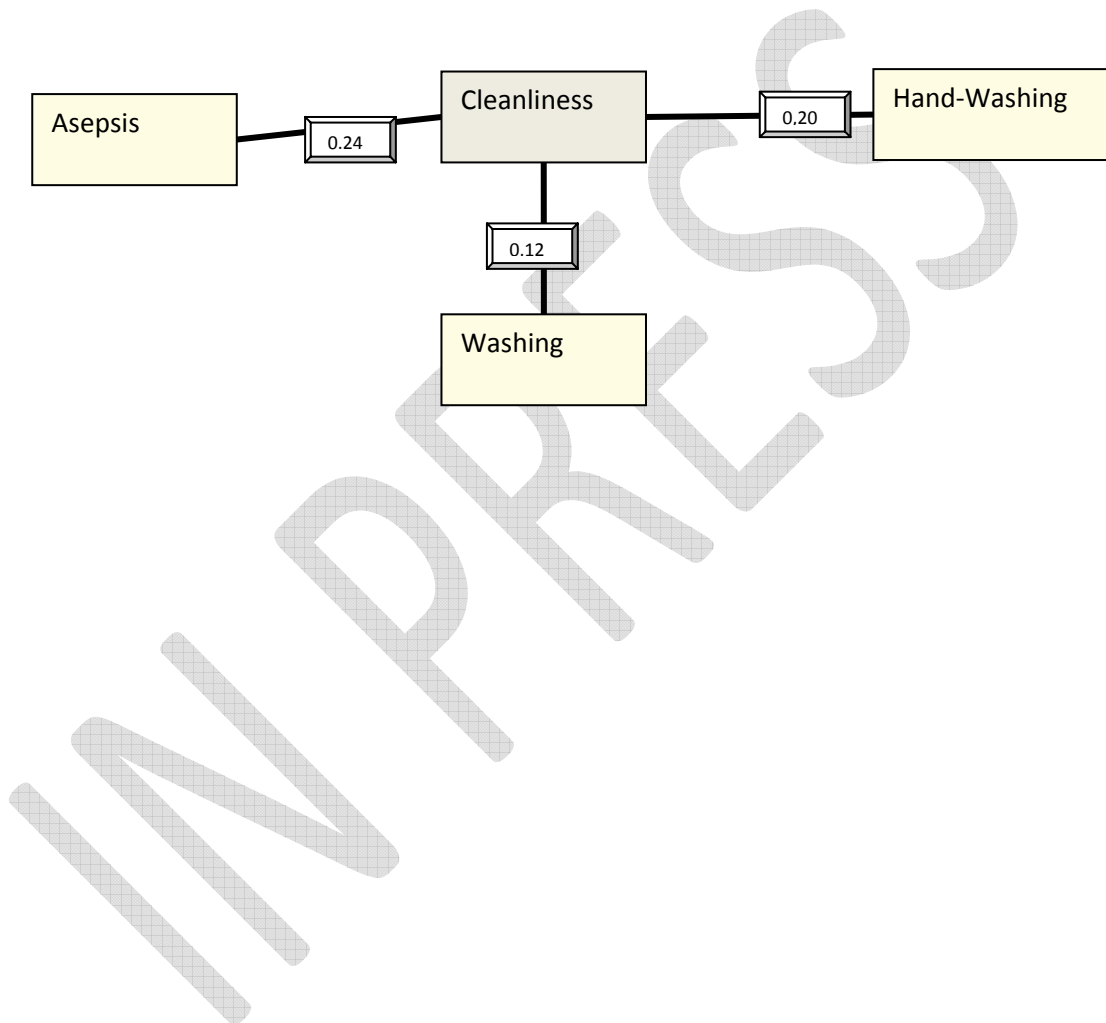 Asepsis
0.24
Cleanliness
0,20
Hand-Washing
0.12
Washing
IN PRESS